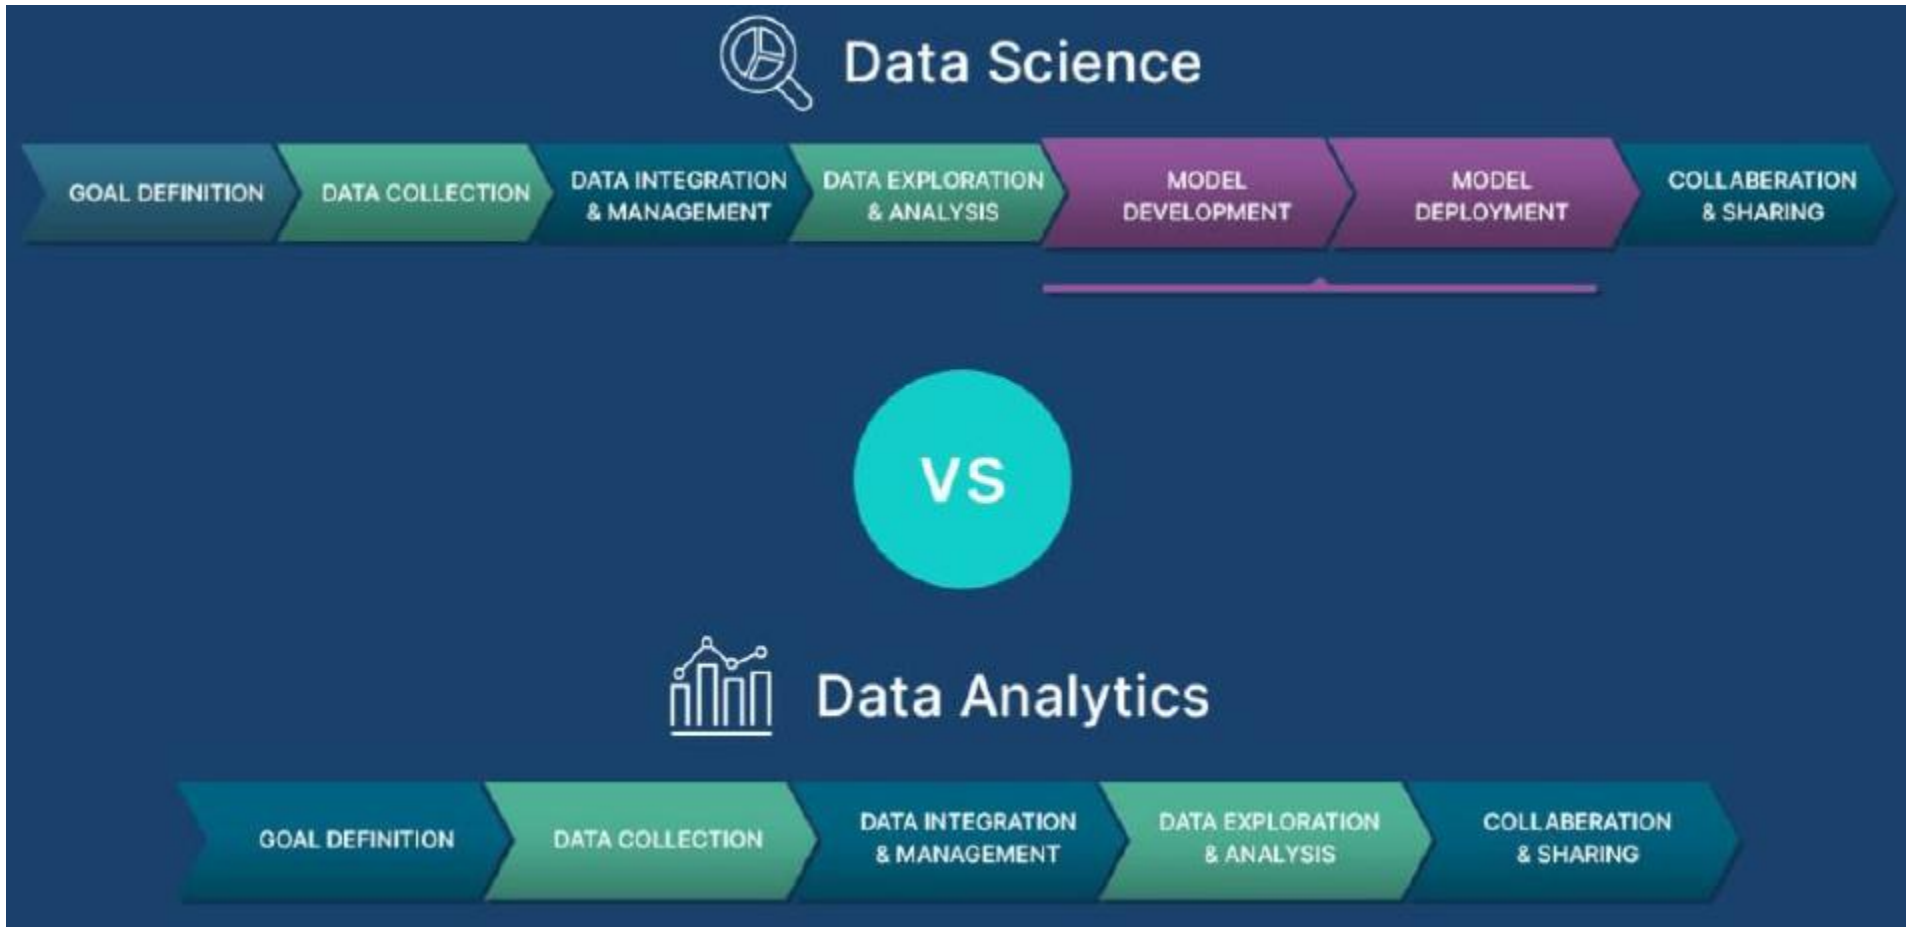 Data Science
GOAL DEFINITION
DATA COLLECTION
DATA INTEGRATION
& MANAGEMENT
DATA EXPLORATION
& ANALYSIS
MODEL
DEVELOPMENT
MODEL
DEPLOYMENT
COLLABERATION
& SHARING
VS
Data Analytics
GOAL DEFINITION
DATA COLLECTION
DATA INTEGRATION
& MANAGEMENT
DATA EXPLORATION
& ANALYSIS
COLLABERATION
& SHARING